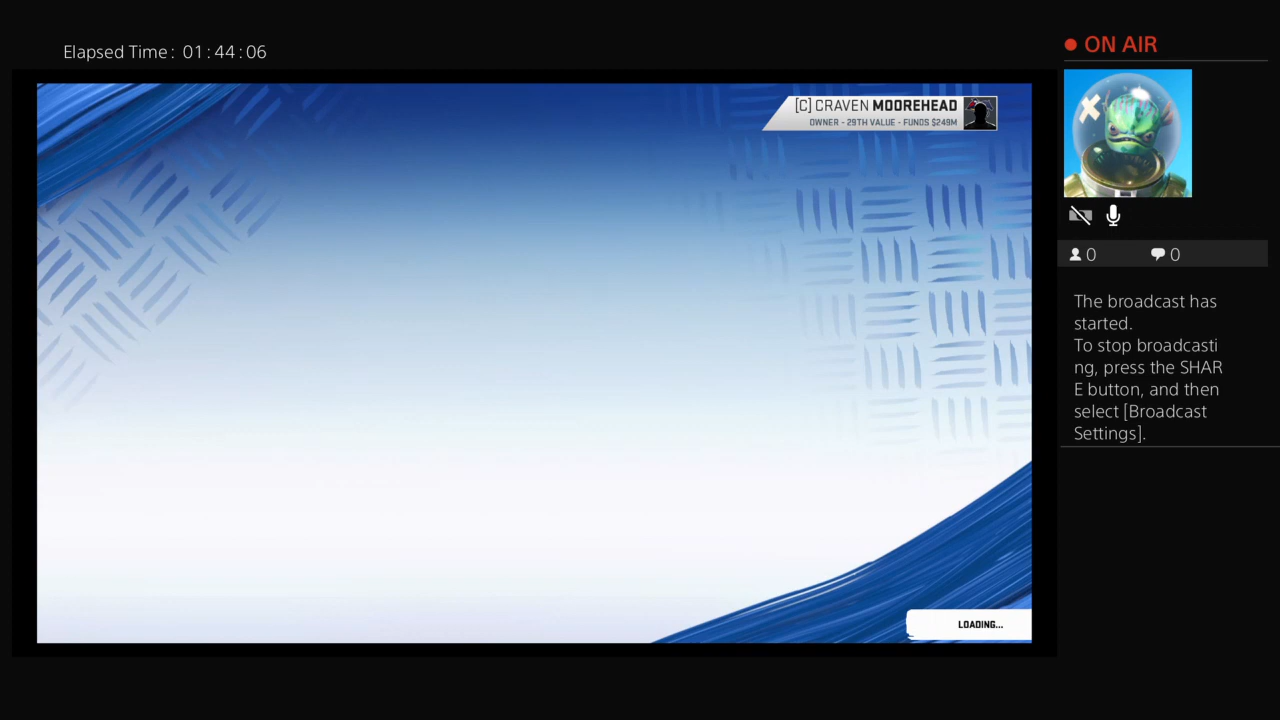 Elapsed Time: 01:44:06
ON AIR
[C] CRAVEN MOOREHEAD
OWNER - 29TH VALUE - FUNDS $249M
0 0
The broadcast has
started.
To stop broadcasti
ng, press the SHAR
E button, and then
select [Broadcast
Settings].
LOADING...